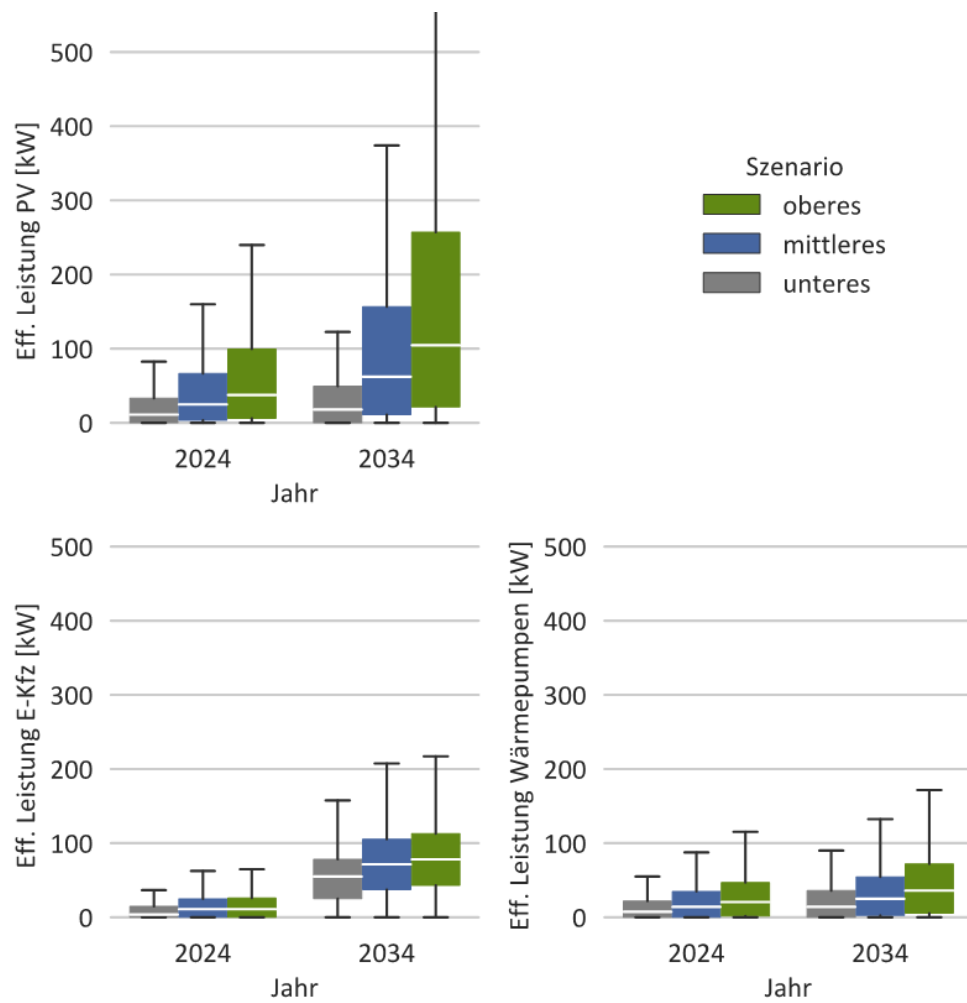 Eff. Leistung PV [kW]
500
400
300
200
100
0
2024
2034
Jahr
Szenario
oberes
mittleres
unteres
Eff. Leistung E-Kfz [kW]
500
400
300
200
100
0
2024
2034
Jahr
Eff. Leistung Wärmepumpen [kW]
500
400
300
200
100
0
2024
2034
Jahr